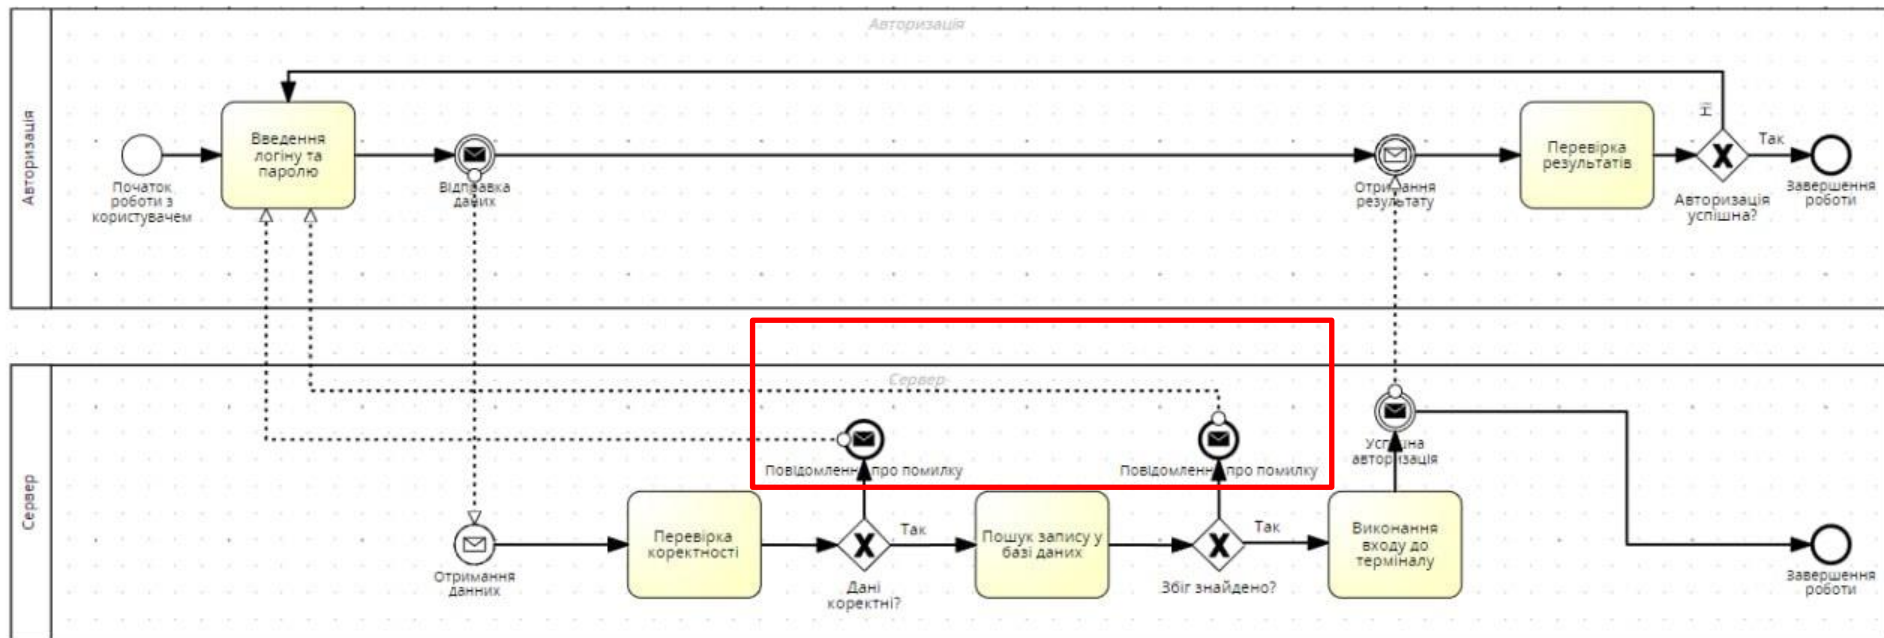 Авторизація
Авторизація
Ні
Так
Введення
логіну та
паролю
Перевірка
результатів
Початок
роботи з
користувачем
Відправка
даних
Отримання
результату
Авторизація
успішна?
Завершення
роботи
Сервер
Сервер
Повідомлення про помилку
Повідомлення про помилку
Успішна
авторизація
Перевірка
коректності
Так
Пошук запису у
базі даних
Так
Виконання
входу до
терміналу
Отримання
данних
Дані
коректні?
Збіг знайдено?
Завершення
роботи